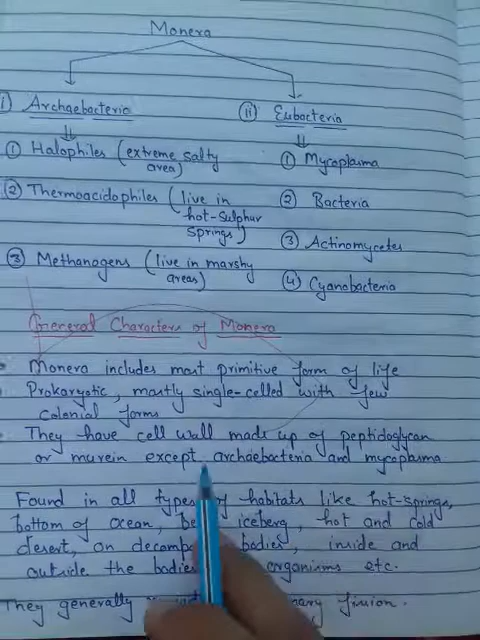 Monera
i) Archaebacteria
(ii) Eubacteria
① Halophiles (extreme salty area)
② Thermoacidophiles (live in hot-Sulphur springs)
③ Methanogens (live in marshy areas)
① Mycoplasma
② Bacteria
③ Actinomycetes
④ Cyanobacteria
General Characters of Monera
Monera includes most primitive form of life
Prokaryotic, mostly single-celled with few
colonial forms
They have cell wall made up of peptidoglycan
or murein except archaebacteria and mycoplasma
Found in all types of habitats like hot-springs,
bottom of ocean, iceberg, hot and cold
desert, on bodies, inside and
outside the bodies organisms etc.
They generally fission.